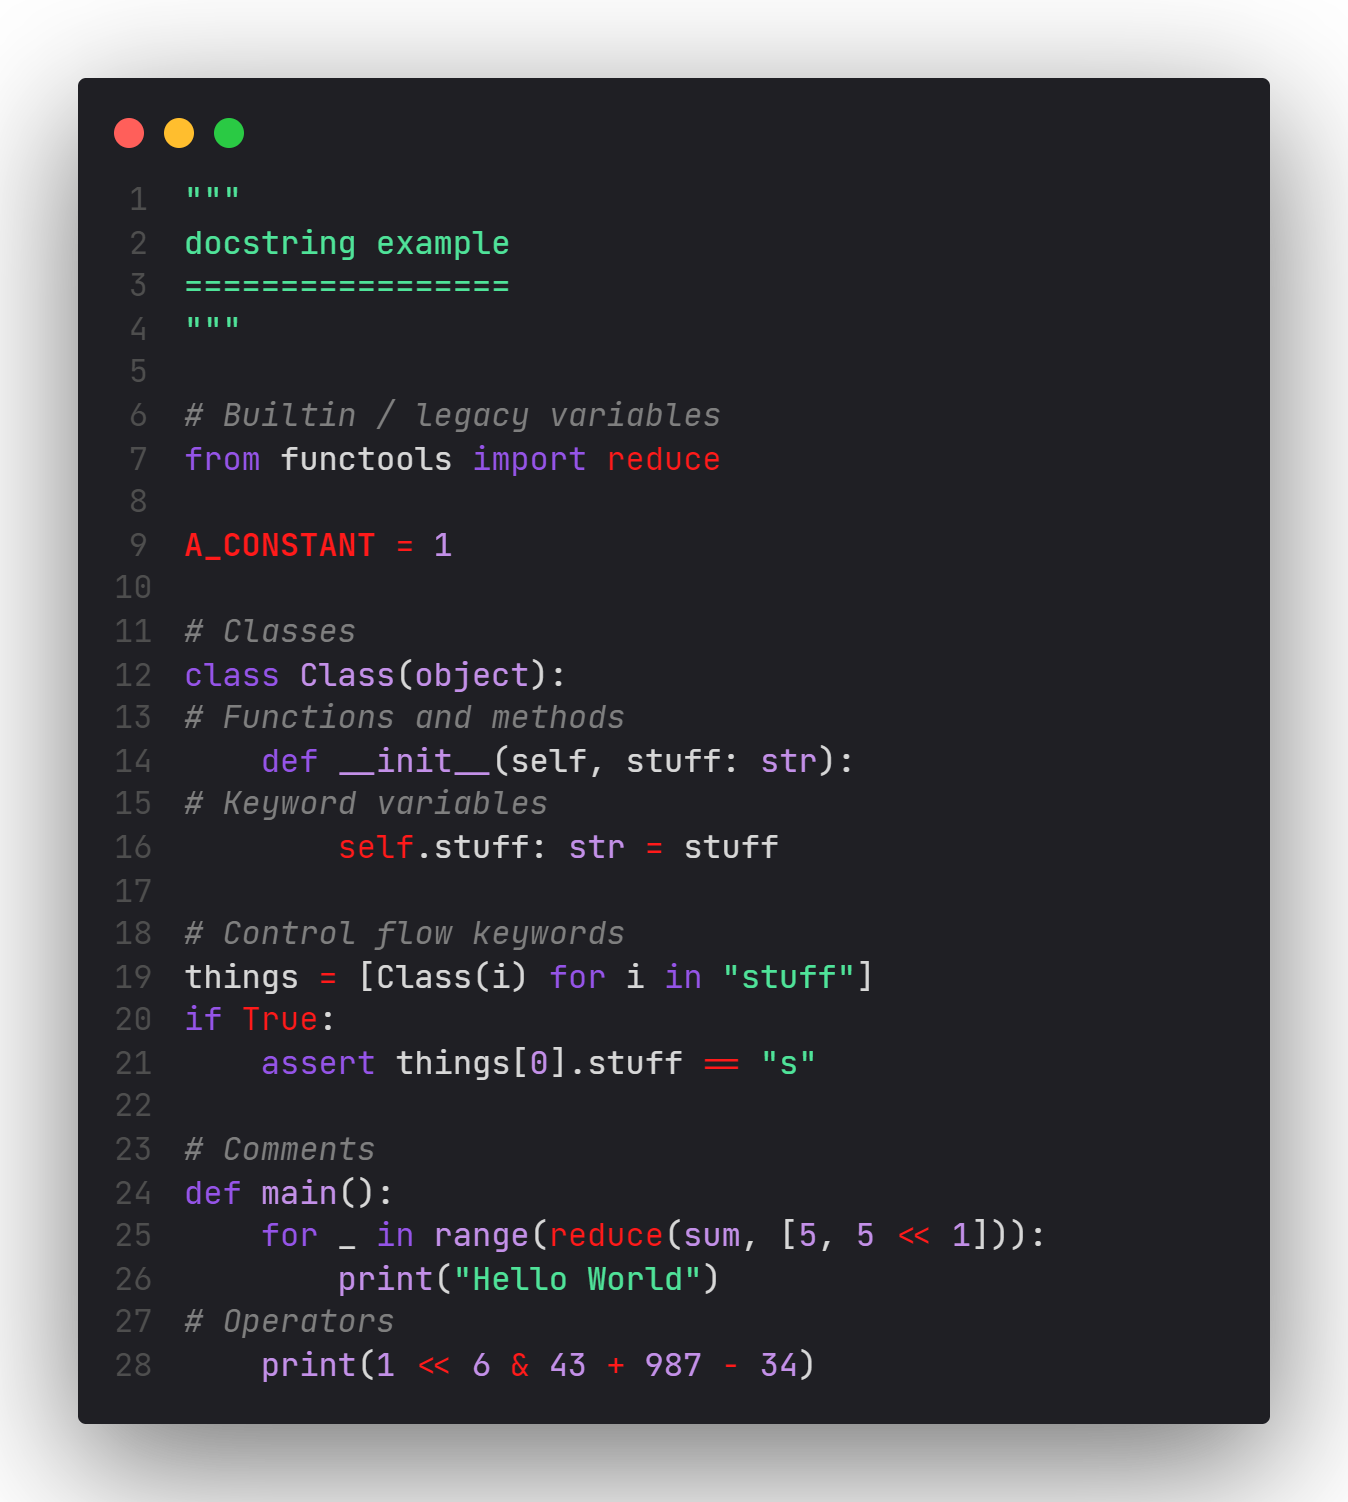 1 """
2 docstring example
3 =================
4 """
5
6 # Builtin / legacy variables
7 from functools import reduce
8
9 A_CONSTANT = 1
10
11 # Classes
12 class Class(object):
13 # Functions and methods
14     def __init__(self, stuff: str):
15 # Keyword variables
16         self.stuff: str = stuff
17
18 # Control flow keywords
19 things = [Class(i) for i in "stuff"]
20 if True:
21     assert things[0].stuff == "s"
22
23 # Comments
24 def main():
25     for _ in range(reduce(sum, [5, 5 << 1])):
26         print("Hello World")
27 # Operators
28     print(1 << 6 & 43 + 987 - 34)